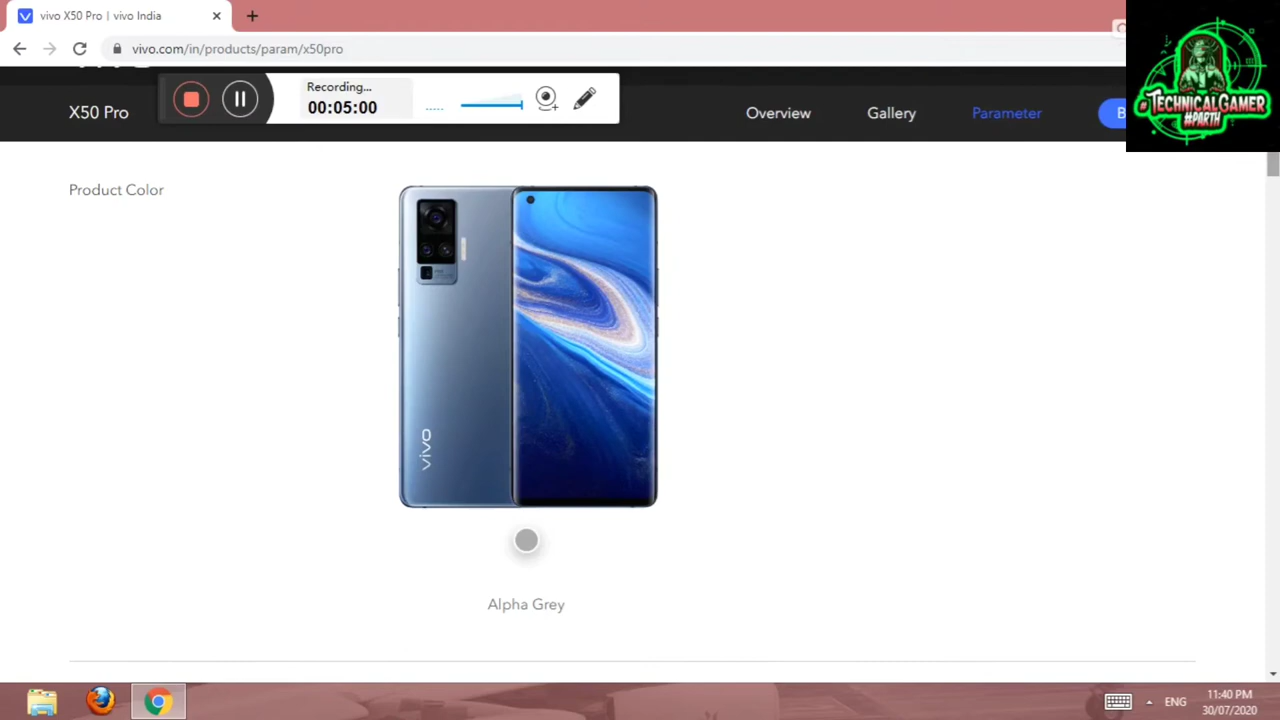 vivo X50 Pro | vivo India
vivo.com/in/products/param/x50pro
Recording...
00:05:00
X50 Pro
Overview
Gallery
Parameter
B
#TECHNICALGAMER
#PARTH
Product Color
vivo
Alpha Grey
ENG
11:40 PM
30/07/2020